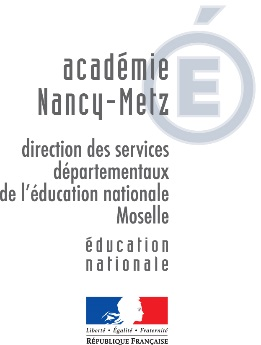 académie
Nancy-Metz
É
direction des services
départementaux
de l'éducation nationale
Moselle
éducation
nationale
Liberté • Égalité • Fraternité
RÉPUBLIQUE FRANÇAISE